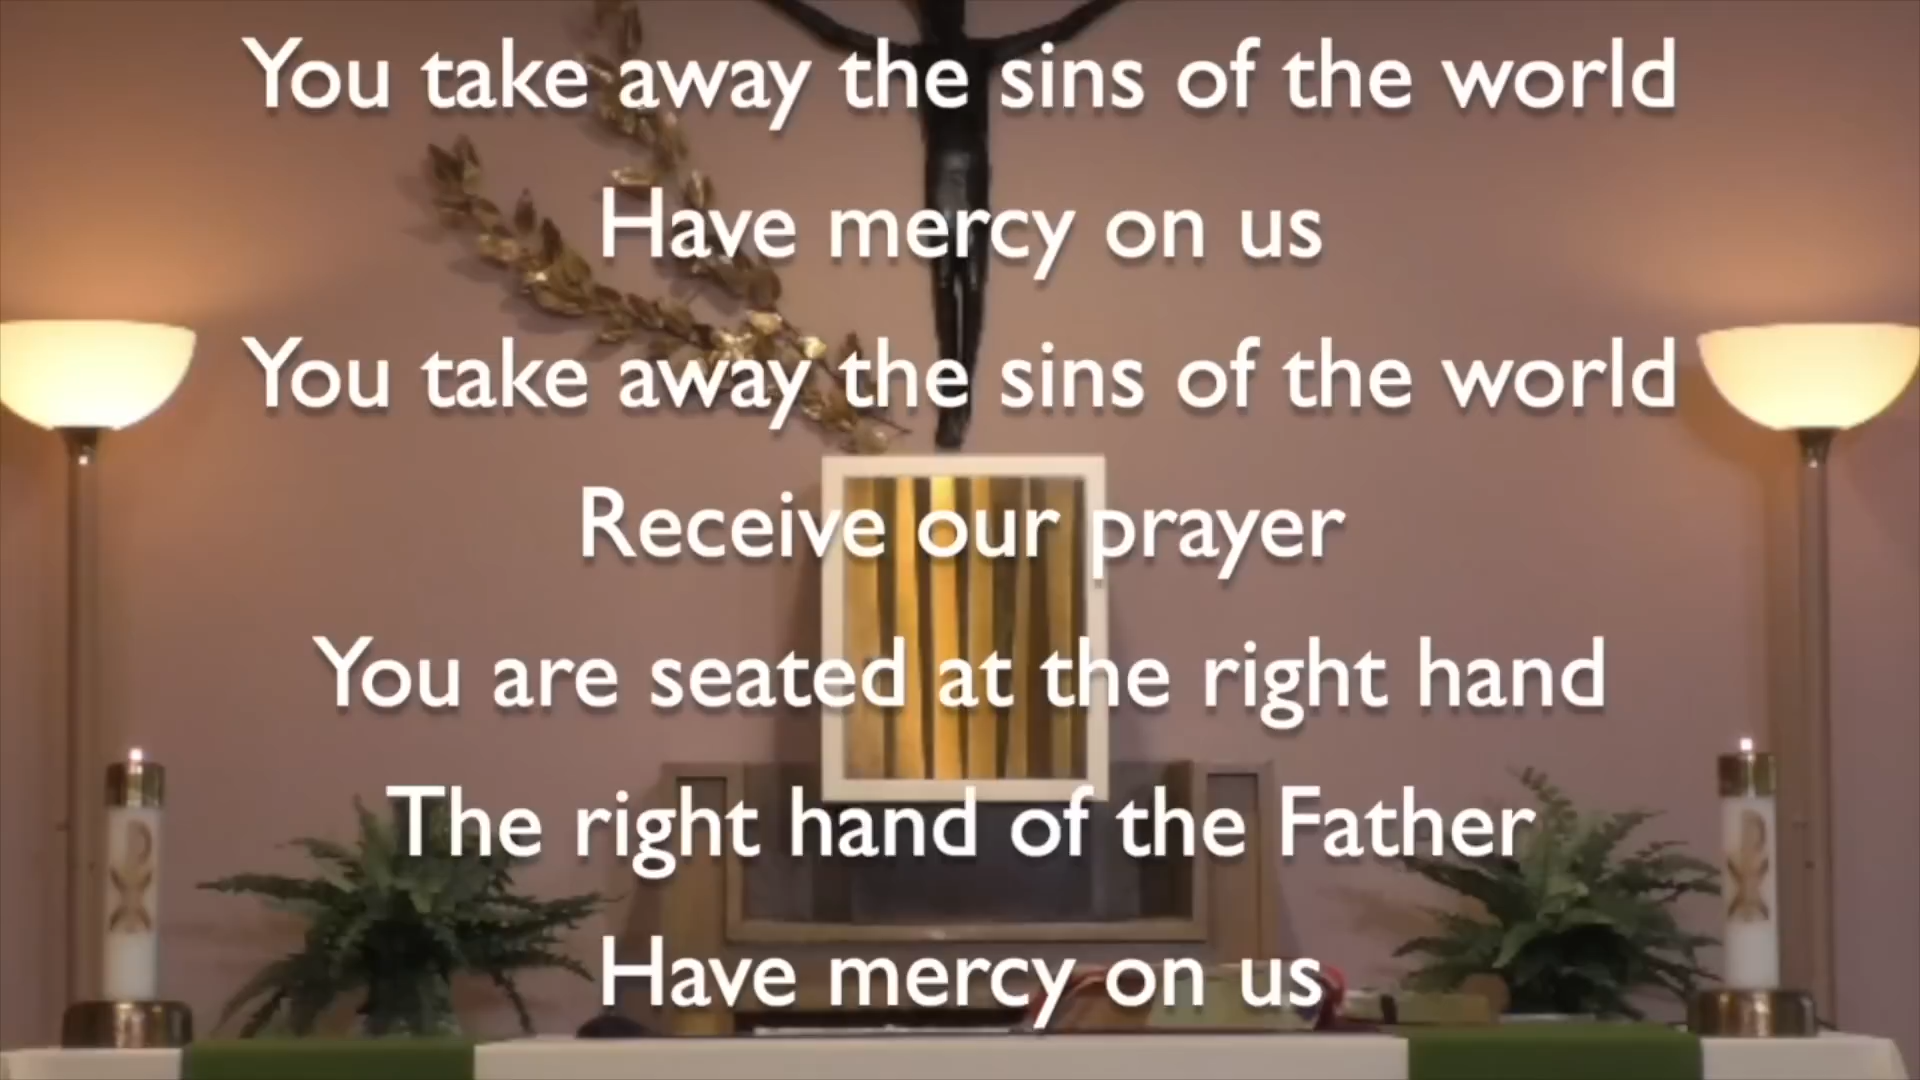 You take away the sins of the world
Have mercy on us
You take away the sins of the world
Receive our prayer
You are seated at the right hand
The right hand of the Father
Have mercy on us